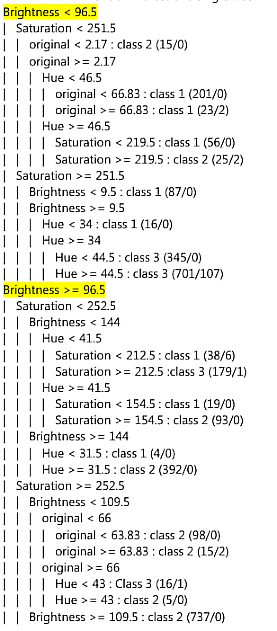 Brightness < 96.5
| Saturation < 251.5
| | original < 2.17 : class 2 (15/0)
| | original >= 2.17
| | | Hue < 46.5
| | | | original < 66.83 : class 1 (201/0)
| | | | original >= 66.83 : class 1 (23/2)
| | | Hue >= 46.5
| | | | Saturation < 219.5 : class 1 (56/0)
| | | | Saturation >= 219.5 : class 2 (25/2)
| Saturation >= 251.5
| | Brightness < 9.5 : class 1 (87/0)
| | Brightness >= 9.5
| | | Hue < 34 : class 1 (16/0)
| | | Hue >= 34
| | | | Hue < 44.5 : class 3 (345/0)
| | | | Hue >= 44.5 : class 3 (701/107)
Brightness >= 96.5
| Saturation < 252.5
| | Brightness < 144
| | | Hue < 41.5
| | | | Saturation < 212.5 : class 1 (38/6)
| | | | Saturation >= 212.5 :class 3 (179/1)
| | | Hue >= 41.5
| | | | Saturation < 154.5 : class 1 (19/0)
| | | | Saturation >= 154.5 : class 2 (93/0)
| | Brightness >= 144
| | | Hue < 31.5 : class 1 (4/0)
| | | Hue >= 31.5 : class 2 (392/0)
| Saturation >= 252.5
| | Brightness < 109.5
| | | original < 66
| | | | original < 63.83 : class 2 (98/0)
| | | | original >= 63.83 : class 2 (15/2)
| | | original >= 66
| | | | Hue < 43 : Class 3 (16/1)
| | | | Hue >= 43 : class 2 (5/0)
| | Brightness >= 109.5 : class 2 (737/0)